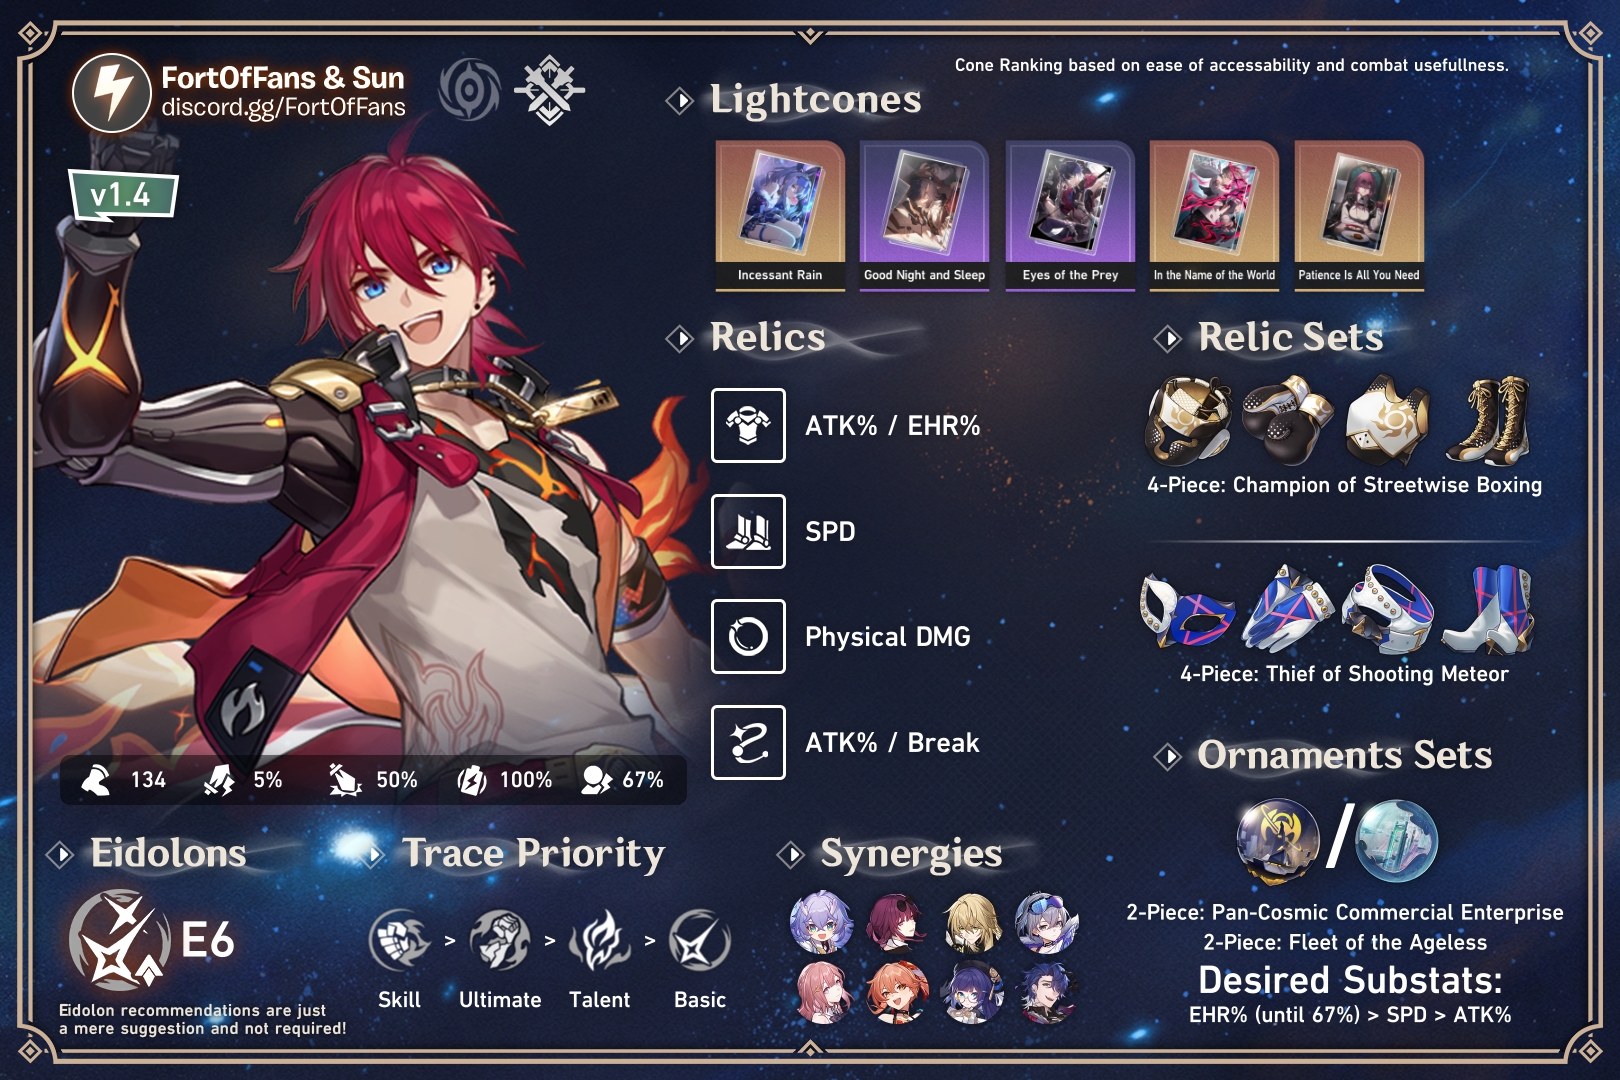 FortOfFans & Sun
discord.gg/FortOfFans
v1.4
Cone Ranking based on ease of accessability and combat usefullness.
Lightcones
Incessant Rain
Good Night and Sleep
Eyes of the Prey
In the Name of the World
Patience Is All You Need
Relics
ATK% / EHR%
SPD
Physical DMG
ATK% / Break
Relic Sets
4-Piece: Champion of Streetwise Boxing
4-Piece: Thief of Shooting Meteor
Ornaments Sets
2-Piece: Pan-Cosmic Commercial Enterprise
2-Piece: Fleet of the Ageless
Desired Substats:
EHR% (until 67%) > SPD > ATK%
134
5%
50%
100%
67%
Eidolons
E6
Eidolon recommendations are just
a mere suggestion and not required!
Trace Priority
> > >
Skill Ultimate Talent Basic
Synergies